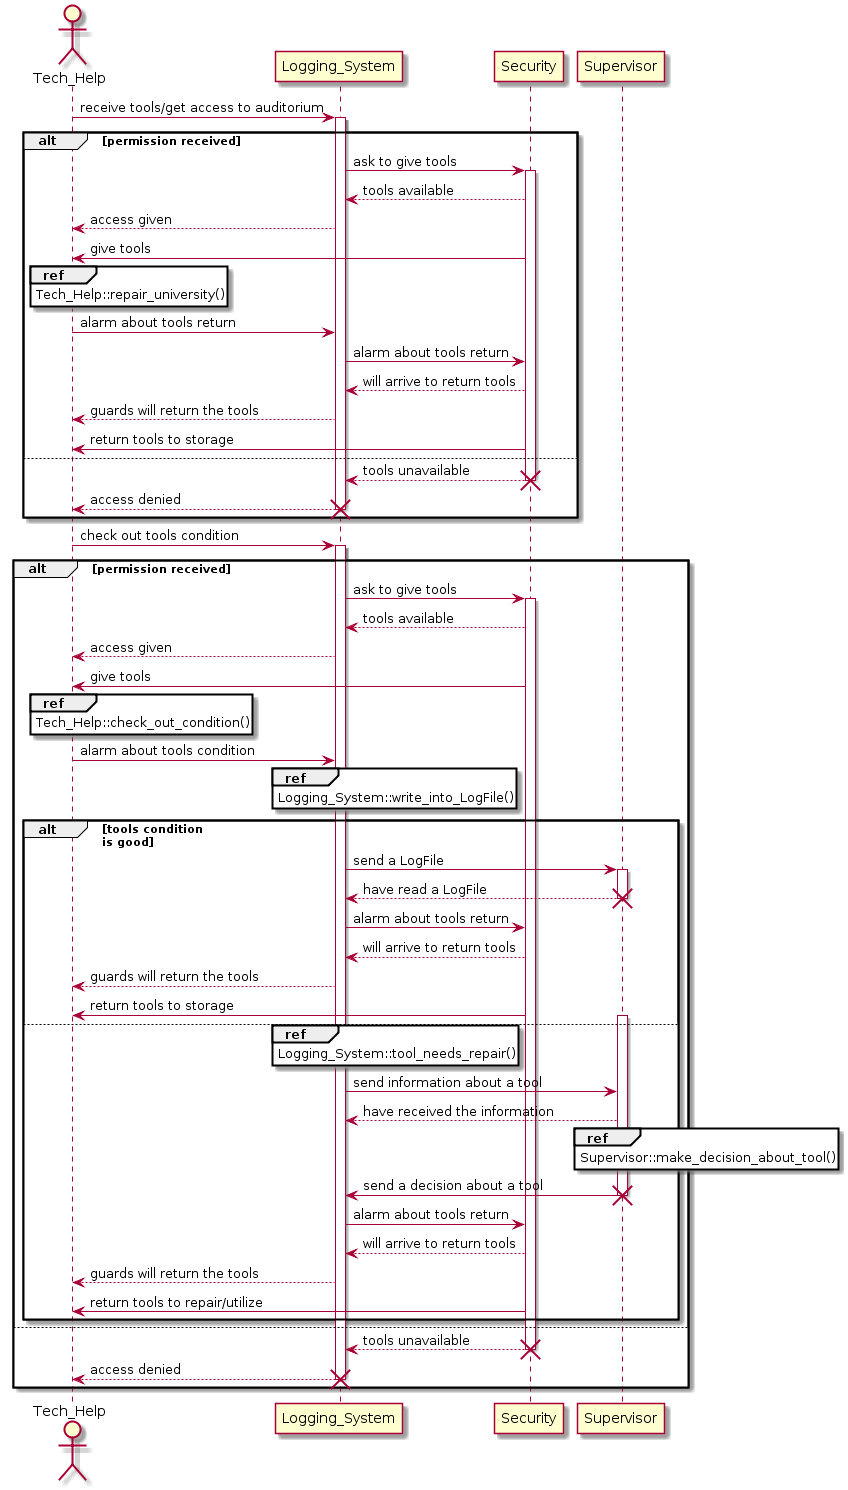 Tech_Help
Logging_System
Security
Supervisor
receive tools/get access to auditorium
alt
[permission received]
ask to give tools
tools available
access given
give tools
ref
Tech_Help::repair_university()
alarm about tools return
alarm about tools return
will arrive to return tools
guards will return the tools
return tools to storage
tools unavailable
access denied
check out tools condition
alt
[permission received]
ask to give tools
tools available
access given
give tools
ref
Tech_Help::check_out_condition()
alarm about tools condition
ref
Logging_System::write_into_LogFile()
alt
[tools condition
is good]
send a LogFile
have read a LogFile
alarm about tools return
will arrive to return tools
guards will return the tools
return tools to storage
ref
Logging_System::tool_needs_repair()
send information about a tool
have received the information
ref
Supervisor::make_decision_about_tool()
send a decision about a tool
alarm about tools return
will arrive to return tools
guards will return the tools
return tools to repair/utilize
tools unavailable
access denied
Tech_Help
Logging_System
Security
Supervisor